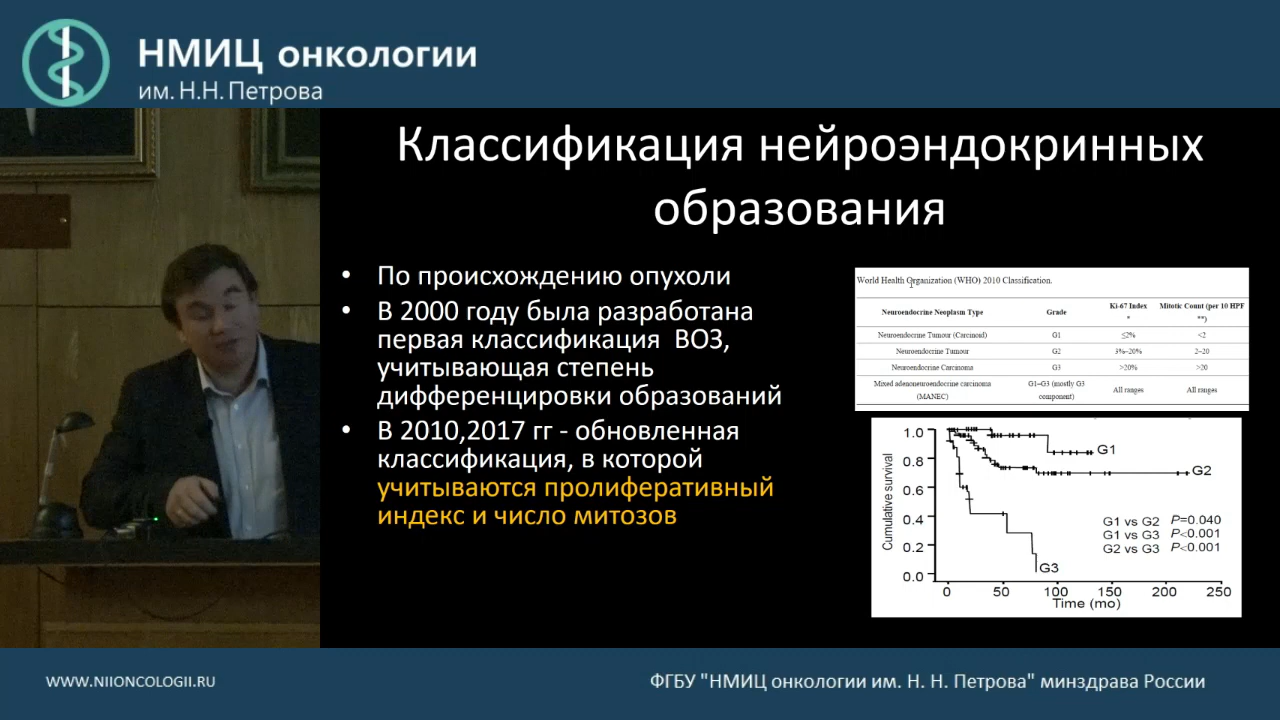 НМИЦ онкологии
им. Н.Н. Петрова
Классификация нейроэндокринных
образования
• По происхождению опухоли
• В 2000 году была разработана
первая классификация ВОЗ,
учитывающая степень
дифференцировки образований
• В 2010,2017 гг - обновленная
классификация, в которой
учитываются пролиферативный
индекс и число митозов
World Health Organization (WHO) 2010 Classification.
Neuroendocrine Neoplasm Type Grade Ki-67 Index * Mitotic Count (per 10 HPF **)
Neuroendocrine Tumour (Carcinoid) G1 ≤2% <2
Neuroendocrine Tumour G2 3%–20% 2–20
Neuroendocrine Carcinoma G3 >20% >20
Mixed adenoneuroendocrine carcinoma (MANEC) G1–G3 (mostly G3 component) All ranges All ranges
Cumulative survival
1.0
0.8
0.6
0.4
0.2
0.0
G1
G2
G3
G1 vs G2 P=0.040
G1 vs G3 P<0.001
G2 vs G3 P<0.001
0 50 100 150 200 250
Time (mo)
WWW.NIIONCOLOGII.RU
ФГБУ "НМИЦ онкологии им. Н. Н. Петрова" минздрава России